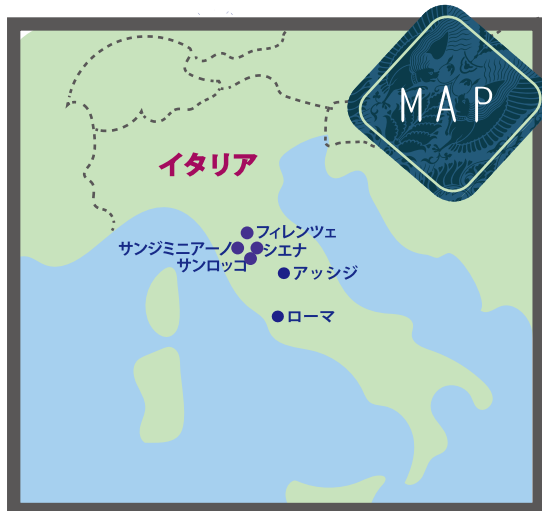 MAP
イタリア
フィレンツェ
サンジミニアーノ
シエナ
サンロッコ
アッシジ
ローマ